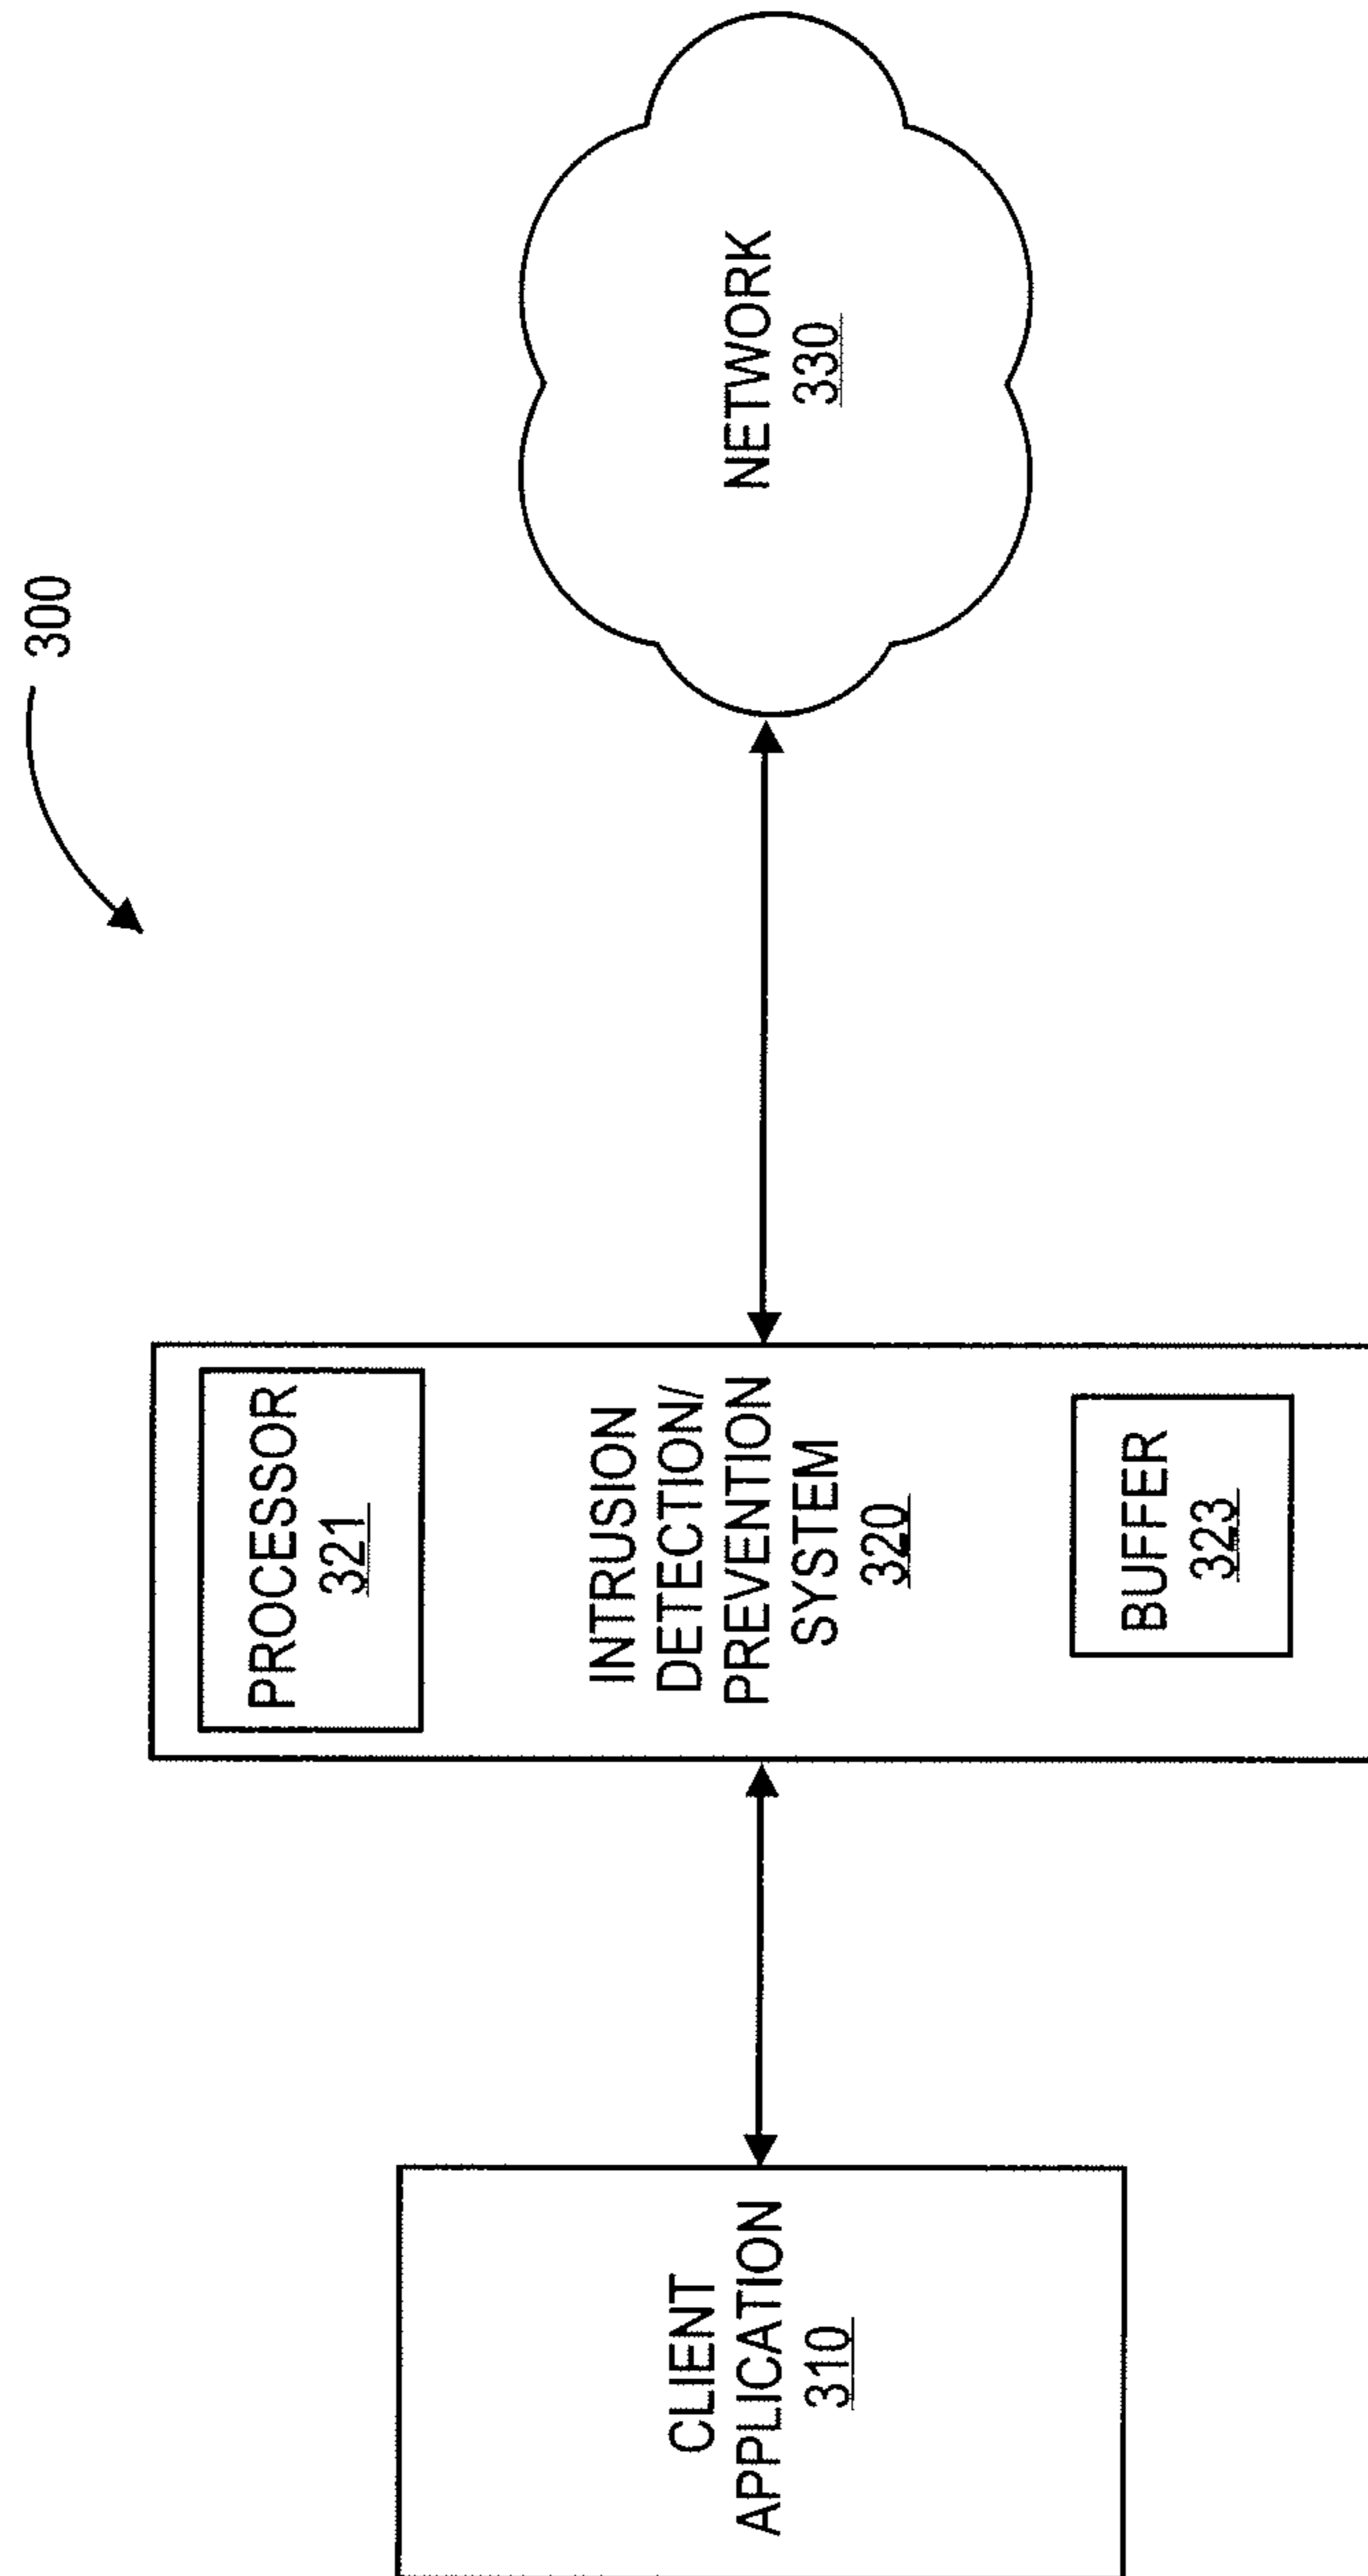 300
CLIENT
APPLICATION
310
PROCESSOR
321
INTRUSION
DETECTION/
PREVENTION
SYSTEM
320
BUFFER
323
NETWORK
330